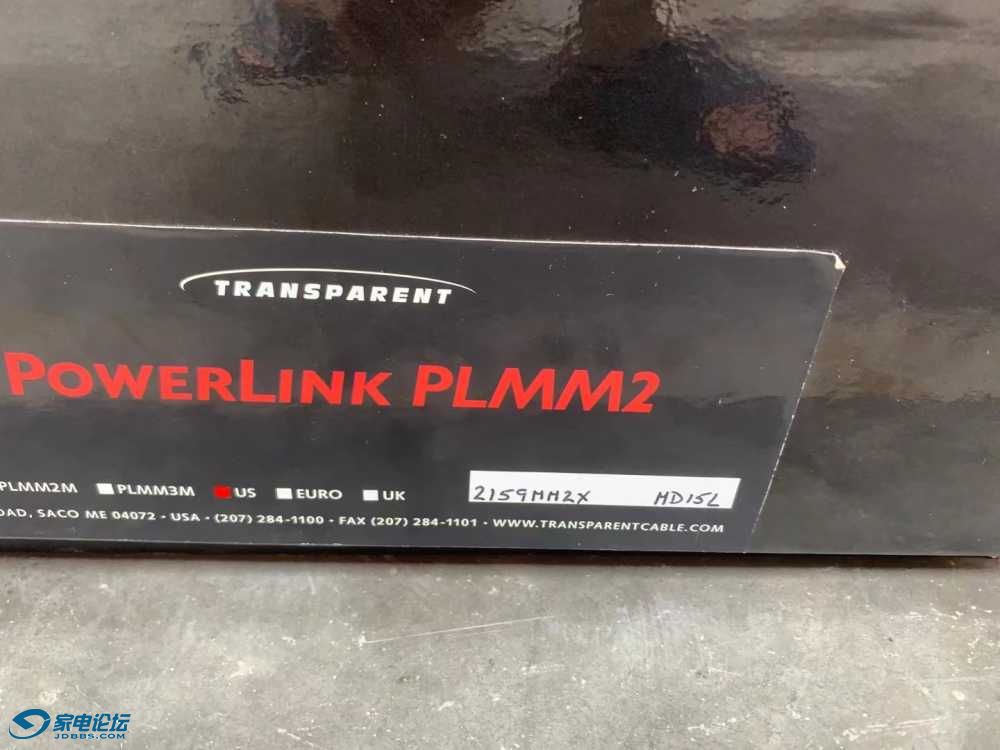 TRANSPARENT
POWERLINK PLMM2
PLMM2M PLMM3M US EURO UK 2159MM2X MD15L
OAD, SACO ME 04072 · USA · (207) 284-1100 · FAX (207) 284-1101 · WWW.TRANSPARENTCABLE.COM
家电论坛
JDBBS.COM